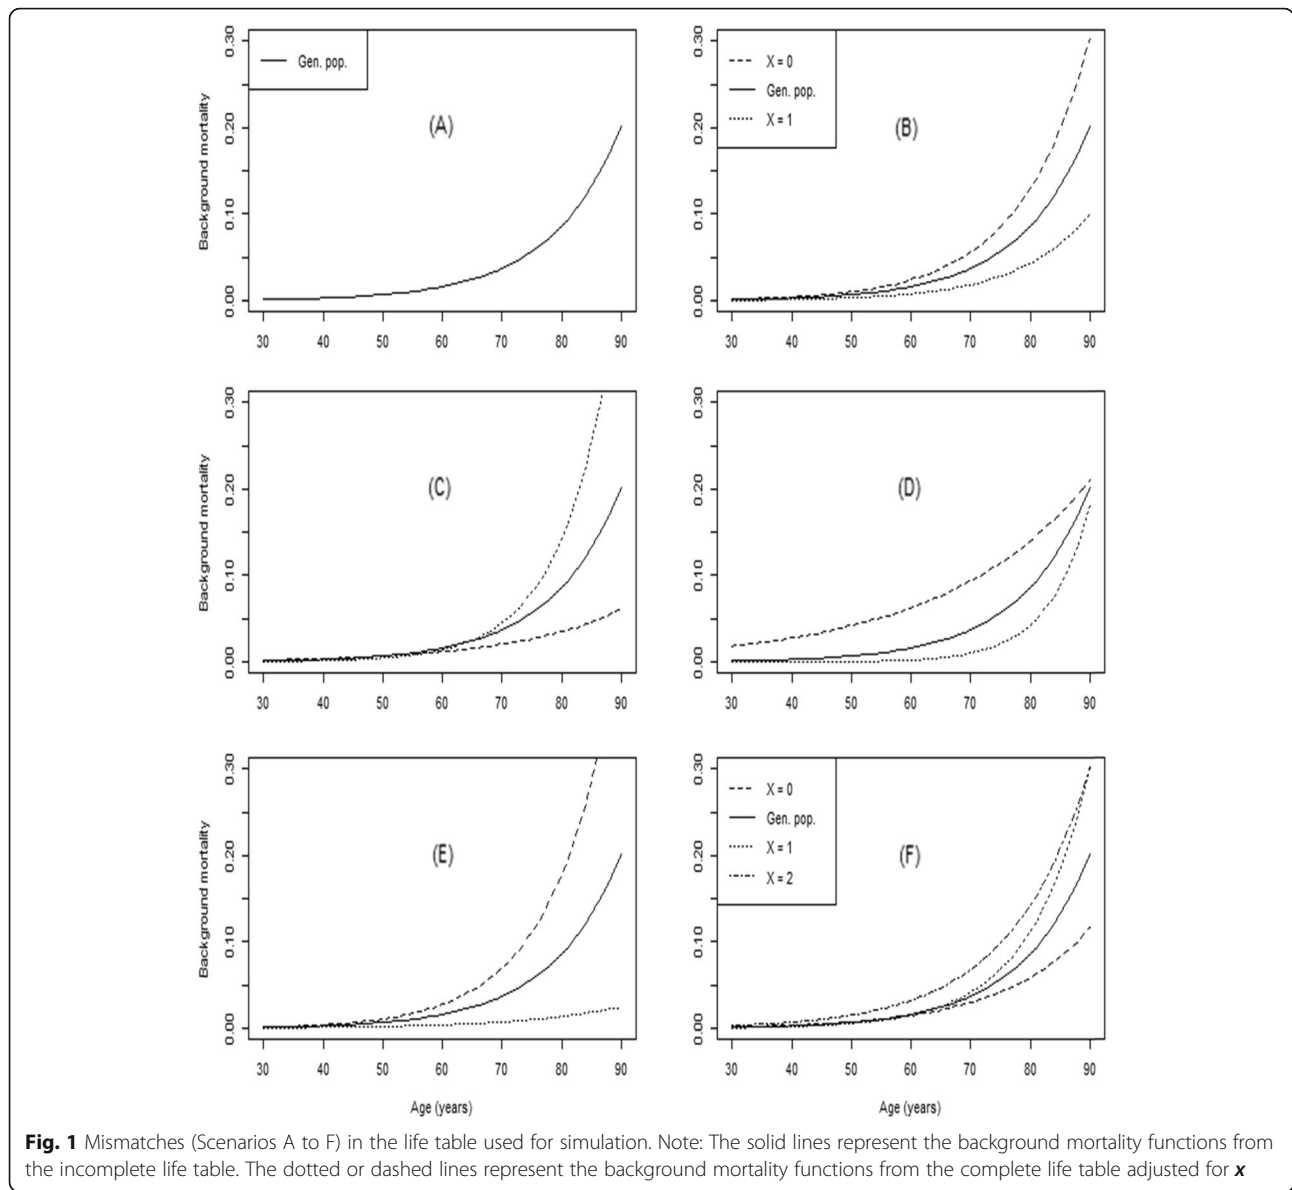 Gen. pop.
(A)
Background mortality
0.00 0.10 0.20 0.30
30 40 50 60 70 80 90
X = 0
Gen. pop.
X = 1
(B)
0.00 0.10 0.20 0.30
30 40 50 60 70 80 90
(C)
Background mortality
0.00 0.10 0.20 0.30
30 40 50 60 70 80 90
(D)
0.00 0.10 0.20 0.30
30 40 50 60 70 80 90
(E)
Background mortality
0.00 0.10 0.20 0.30
30 40 50 60 70 80 90
Age (years)
X = 0
Gen. pop.
X = 1
X = 2
(F)
0.00 0.10 0.20 0.30
30 40 50 60 70 80 90
Age (years)
Fig. 1 Mismatches (Scenarios A to F) in the life table used for simulation. Note: The solid lines represent the background mortality functions from
the incomplete life table. The dotted or dashed lines represent the background mortality functions from the complete life table adjusted for x